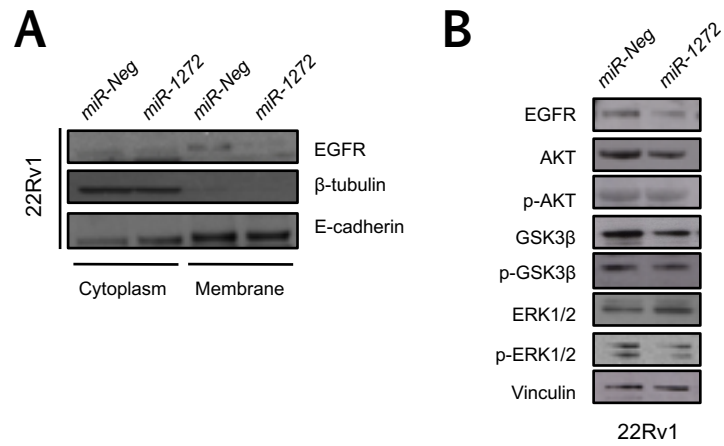 A
miR-Neg
miR-1272
miR-Neg
miR-1272
22Rv1
EGFR
β-tubulin
E-cadherin
Cytoplasm
Membrane
B
miR-Neg
miR-1272
EGFR
AKT
p-AKT
GSK3β
p-GSK3β
ERK1/2
p-ERK1/2
Vinculin
22Rv1